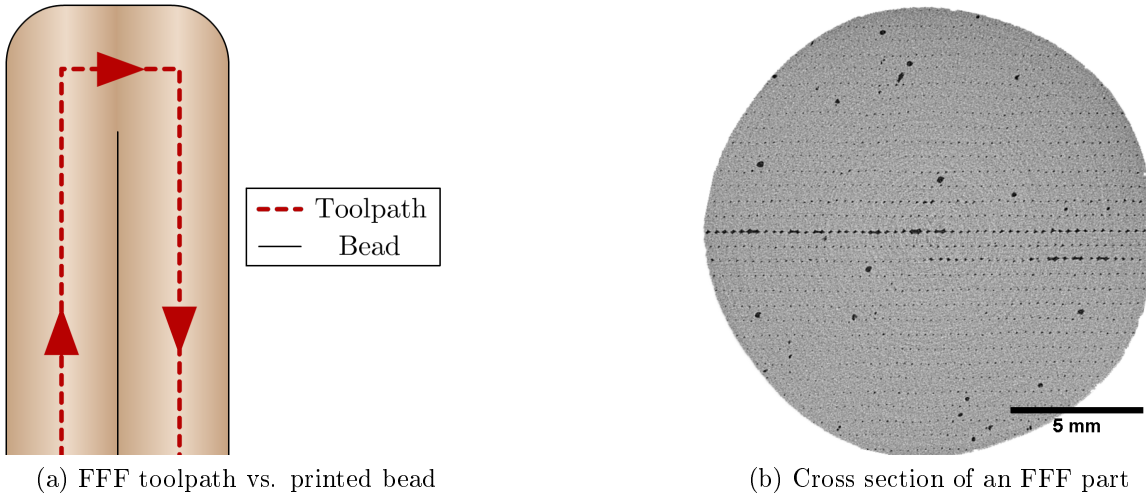 Toolpath
Bead
5 mm
(a) FFF toolpath vs. printed bead
(b) Cross section of an FFF part